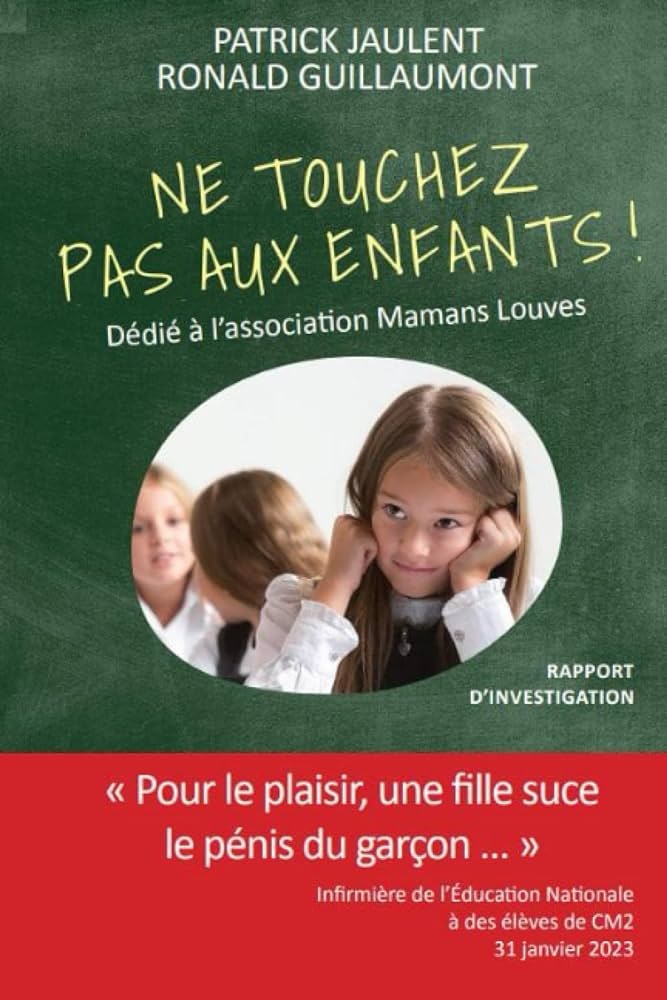 PATRICK JAULENT
RONALD GUILLAUMONT
NE TOUCHEZ
PAS AUX ENFANTS !
Dédié à l'association Mamans Louves
RAPPORT
D'INVESTIGATION
« Pour le plaisir, une fille suce
le pénis du garçon ... »
Infirmière de l'Éducation Nationale
à des élèves de CM2
31 janvier 2023